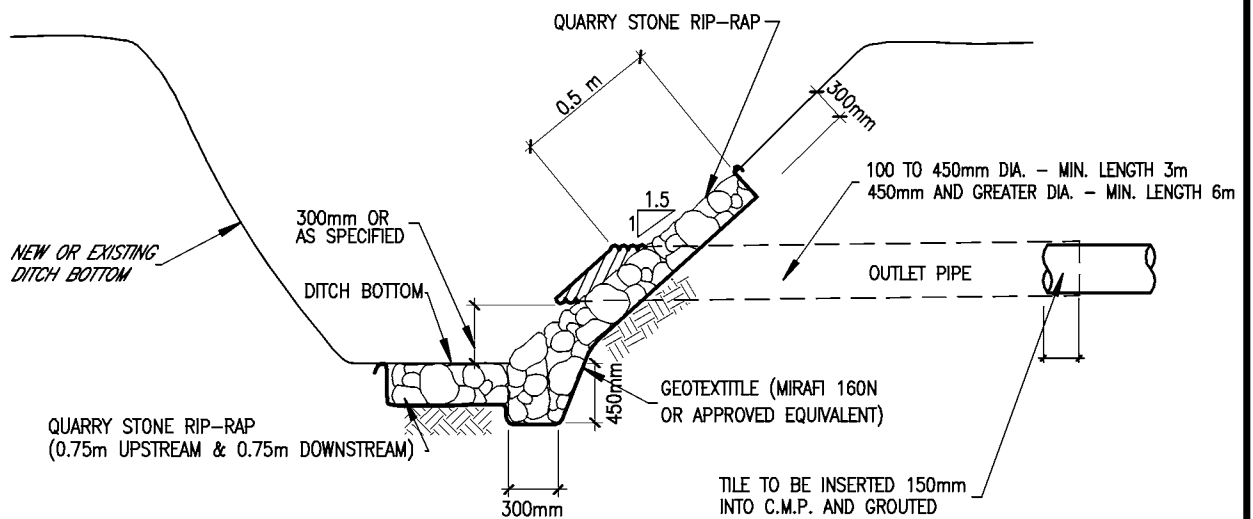 QUARRY STONE RIP-RAP
0.5 m
300mm
100 TO 450mm DIA. - MIN. LENGTH 3m
450mm AND GREATER DIA. - MIN. LENGTH 6m
1.5
1
300mm OR
AS SPECIFIED
NEW OR EXISTING
DITCH BOTTOM
OUTLET PIPE
DITCH BOTTOM
450mm
GEOTEXTITLE (MIRAFI 160N
OR APPROVED EQUIVALENT)
QUARRY STONE RIP-RAP
(0.75m UPSTREAM & 0.75m DOWNSTREAM)
300mm
TILE TO BE INSERTED 150mm
INTO C.M.P. AND GROUTED